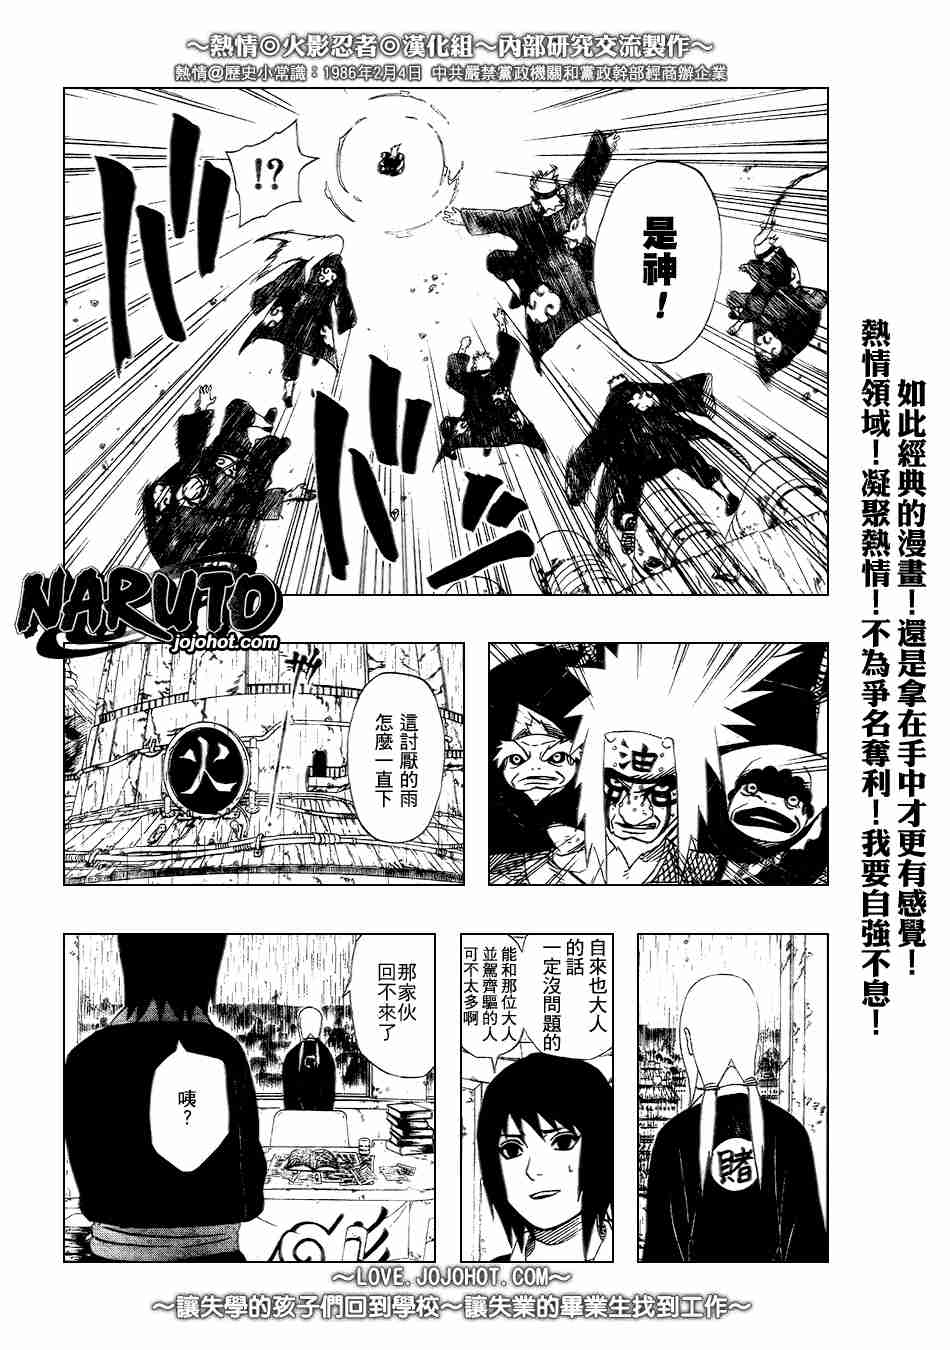 ～熱情◎火影忍者◎漢化組～內部研究交流製作～
熱情@歷史小常識：1986年2月4日 中共嚴禁黨政機關和黨政幹部經商辦企業
是神！
!?
ドドン
如此經典的漫畫！還是拿在手中才更有感覺！
熱情領域！凝聚熱情！不為爭名奪利！我要自強不息！
NARUTO
jojohot.com
油
這討厭的雨
怎麼一直下
火
自來也大人
的話
一定沒問題的
能和那位大人
並駕齊驅的人
可不太多啊
賭
那家伙
回不來了
咦?
～LOVE.JOJOHOT.COM～
～讓失學的孩子們回到學校～讓失業的畢業生找到工作～